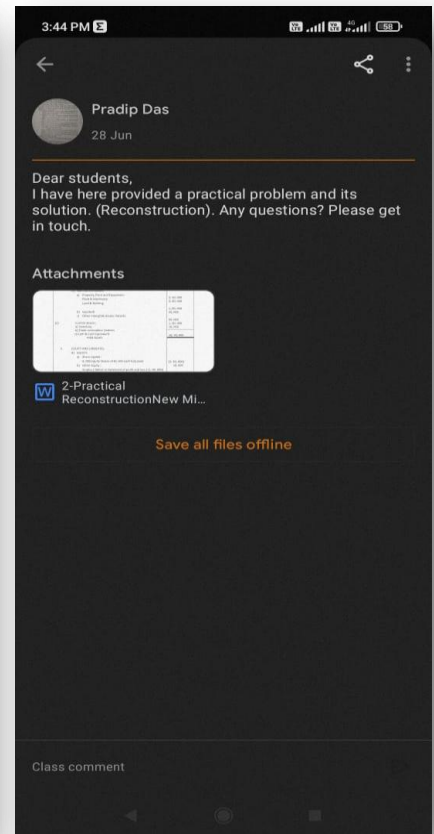 3:44 PM
58
Pradip Das
28 Jun
Dear students,
I have here provided a practical problem and its
solution. (Reconstruction). Any questions? Please get
in touch.
Attachments
W 2-Practical
ReconstructionNew Mi...
Save all files offline
Class comment